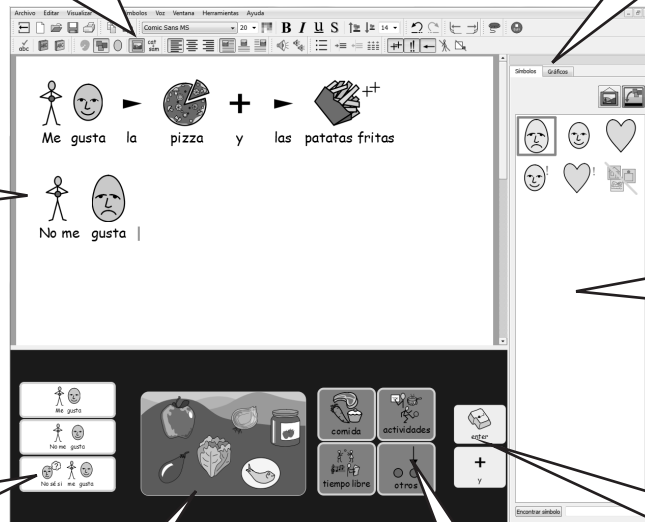 Archivo Editar Visualizar Símbolos Voz Ventana Herramientas Ayuda
Comic Sans MS 20 B I U S 14
abc
Símbolos Gráficos
Me gusta la pizza y las patatas fritas
No me gusta
Me gusta
No me gusta
No sé si me gusta
comida
actividades
tiempo libre
otros
enter
y
Encontrar símbolo